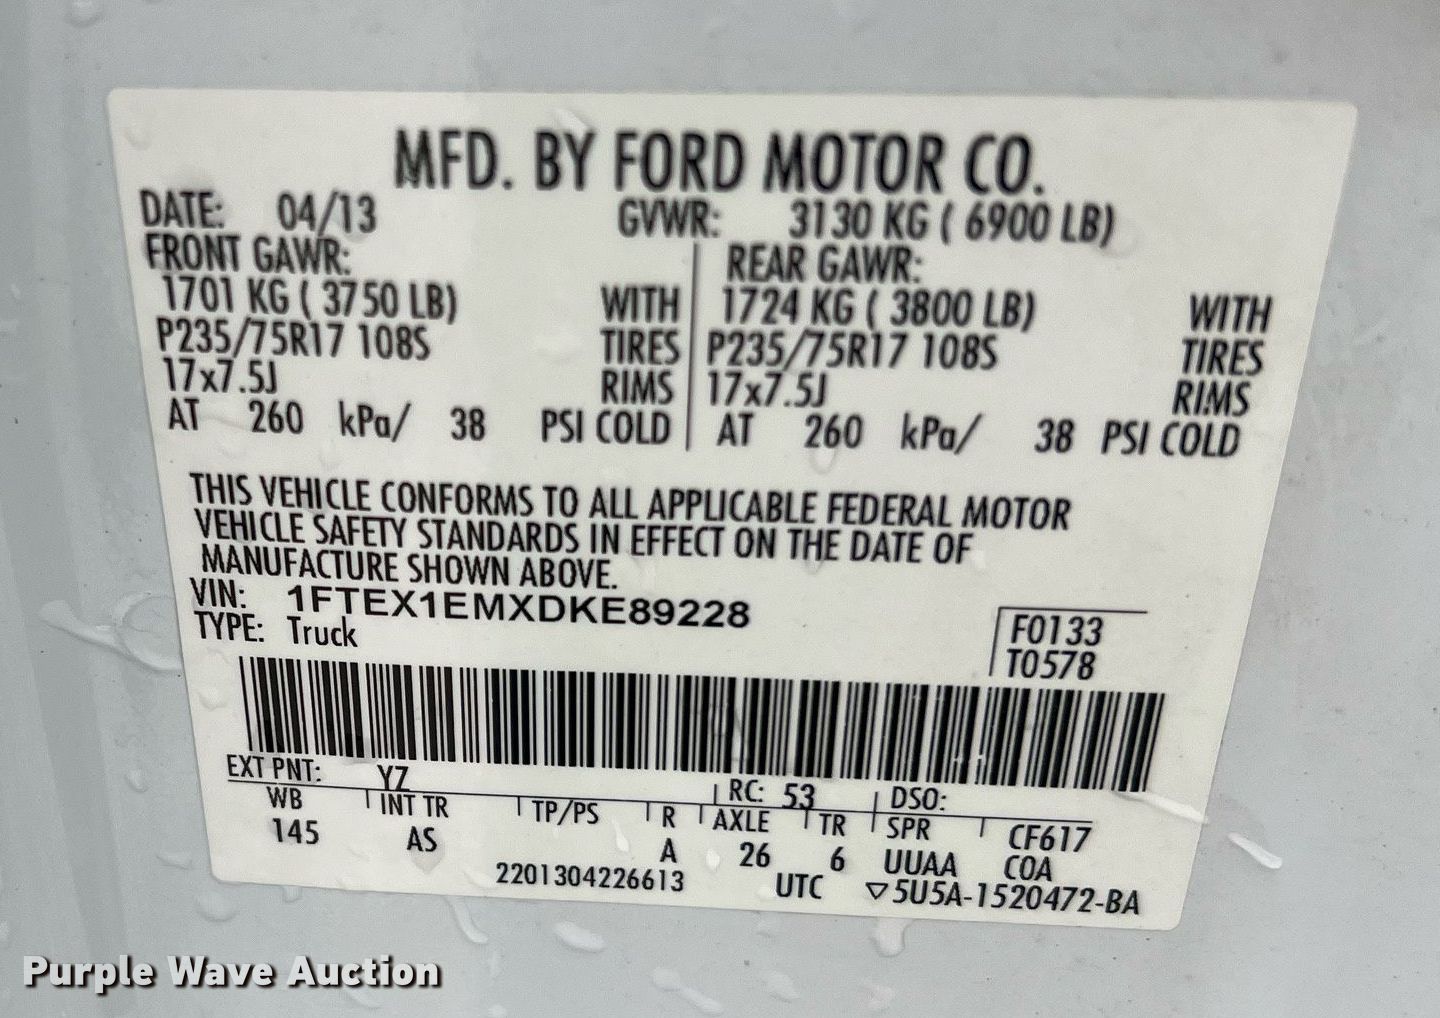 MFD. BY FORD MOTOR CO.
DATE: 04/13 GVWR: 3130 KG ( 6900 LB)
FRONT GAWR: REAR GAWR:
1701 KG ( 3750 LB) WITH 1724 KG ( 3800 LB) WITH
P235/75R17 108S TIRES P235/75R17 108S TIRES
17x7.5J RIMS 17x7.5J RIMS
AT 260 kPa/ 38 PSI COLD AT 260 kPa/ 38 PSI COLD
THIS VEHICLE CONFORMS TO ALL APPLICABLE FEDERAL MOTOR
VEHICLE SAFETY STANDARDS IN EFFECT ON THE DATE OF
MANUFACTURE SHOWN ABOVE.
VIN: 1FTEX1EMXDKE89228
TYPE: Truck F0133
T0578
EXT PNT: YZ RC: 53 DSO:
WB INT TR TP/PS R AXLE TR SPR CF617
145 AS A 26 6 UUAA COA
2201304226613 UTC ▽5U5A-1520472-BA
Purple Wave Auction